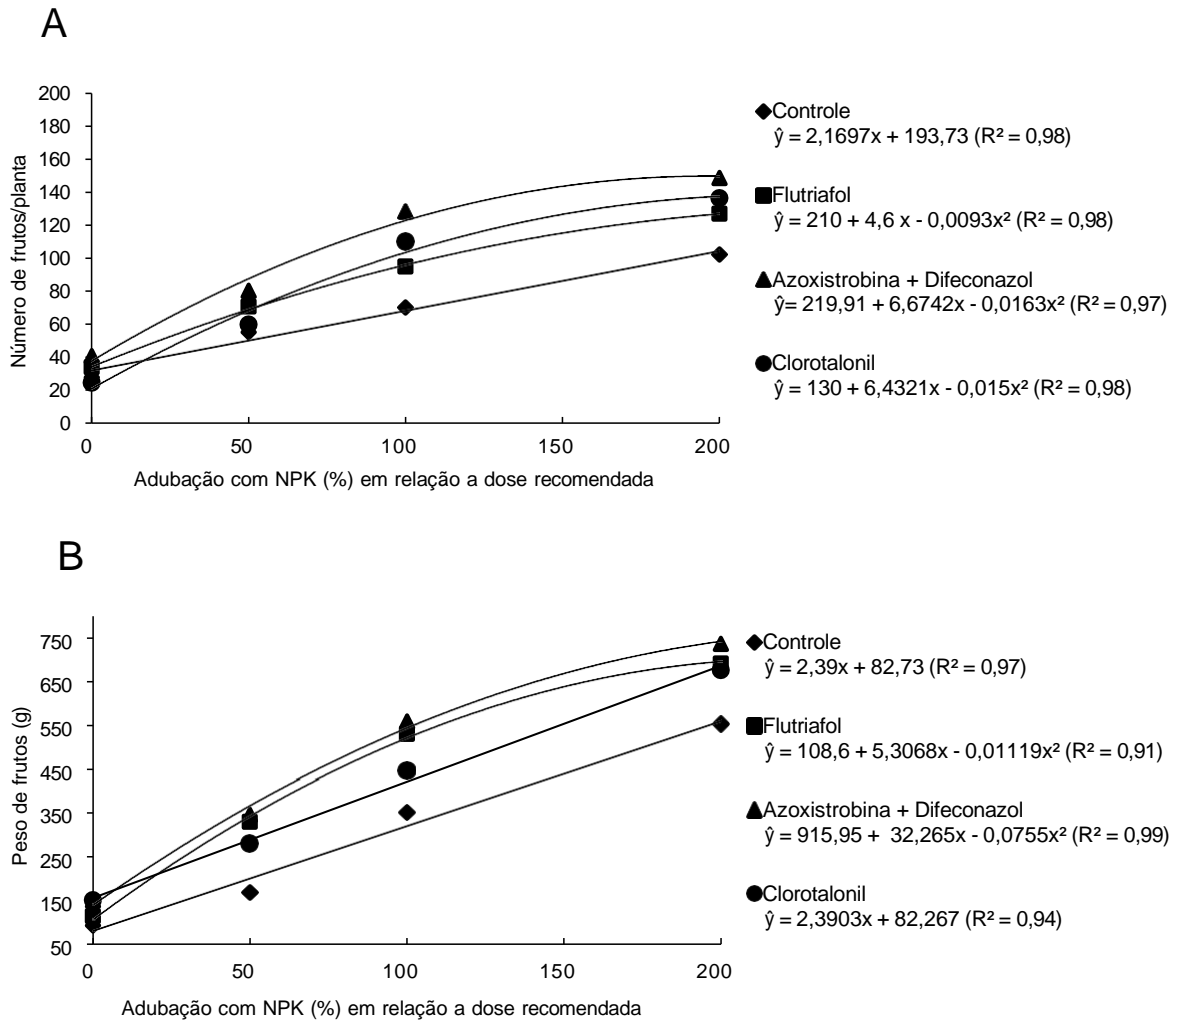 A
200
180
160
140
120
100
80
60
40
20
0
Número de frutos/planta
0 50 100 150 200
Adubação com NPK (%) em relação a dose recomendada
Controle
ŷ = 2,1697x + 193,73 (R² = 0,98)
Flutriafol
ŷ = 210 + 4,6 x - 0,0093x² (R² = 0,98)
Azoxistrobina + Difeconazol
ŷ= 219,91 + 6,6742x - 0,0163x² (R² = 0,97)
Clorotalonil
ŷ = 130 + 6,4321x - 0,015x² (R² = 0,98)
B
750
650
550
450
350
250
150
50
Peso de frutos (g)
0 50 100 150 200
Adubação com NPK (%) em relação a dose recomendada
Controle
ŷ = 2,39x + 82,73 (R² = 0,97)
Flutriafol
ŷ = 108,6 + 5,3068x - 0,01119x² (R² = 0,91)
Azoxistrobina + Difeconazol
ŷ = 915,95 + 32,265x - 0,0755x² (R² = 0,99)
Clorotalonil
ŷ = 2,3903x + 82,267 (R² = 0,94)